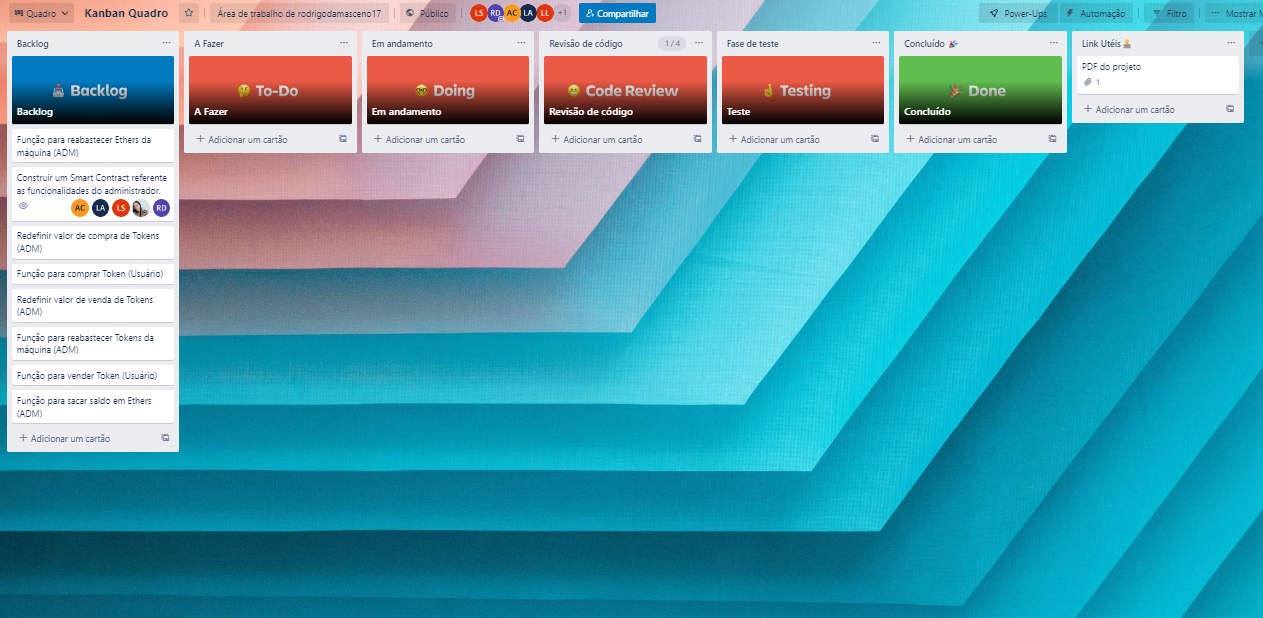 Quadro
Kanban Quadro
Área de trabalho de rodrigodamasceno17
Público
LS
RD
AC
LA
LL
+1
Compartilhar
Power-Ups
Automação
Filtro
Mostrar M
Backlog
Backlog
Backlog
Função para reabastecer Ethers da
máquina (ADM)
Construir um Smart Contract referente
as funcionalidades do administrador.
AC
LA
LS
RD
Redefinir valor de compra de Tokens
(ADM)
Função para comprar Token (Usuário)
Redefinir valor de venda de Tokens
(ADM)
Função para reabastecer Tokens da
máquina (ADM)
Função para vender Token (Usuário)
Função para sacar saldo em Ethers
(ADM)
+ Adicionar um cartão
A Fazer
To-Do
A Fazer
+ Adicionar um cartão
Em andamento
Doing
Em andamento
+ Adicionar um cartão
Revisão de código
1 / 4
Code Review
Revisão de código
+ Adicionar um cartão
Fase de teste
Testing
Teste
+ Adicionar um cartão
Concluído 🎉
Done
Concluído
+ Adicionar um cartão
Link Utéis
PDF do projeto
1
+ Adicionar um cartão